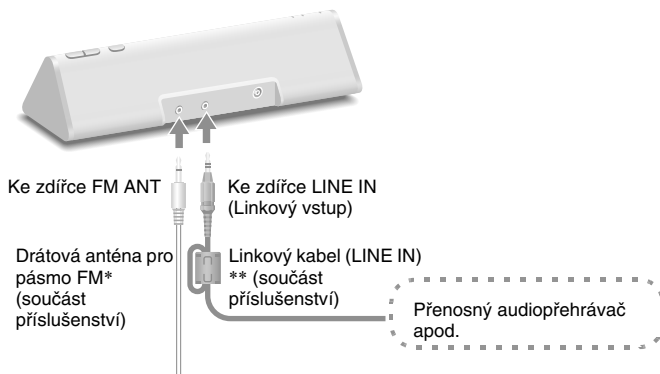 Ke zdířce FM ANT
Ke zdířce LINE IN
(Linkový vstup)
Drátová anténa pro
pásmo FM*
(součást
příslušenství)
Linkový kabel (LINE IN)
** (součást
příslušenství)
Přenosný audiopřehrávač
apod.